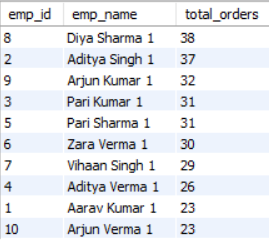 emp_id emp_name total_orders
8 Diya Sharma 1 38
2 Aditya Singh 1 37
9 Arjun Kumar 1 32
3 Pari Kumar 1 31
5 Pari Sharma 1 31
6 Zara Verma 1 30
7 Vihaan Singh 1 29
4 Aditya Verma 1 26
1 Aarav Kumar 1 23
10 Arjun Verma 1 23